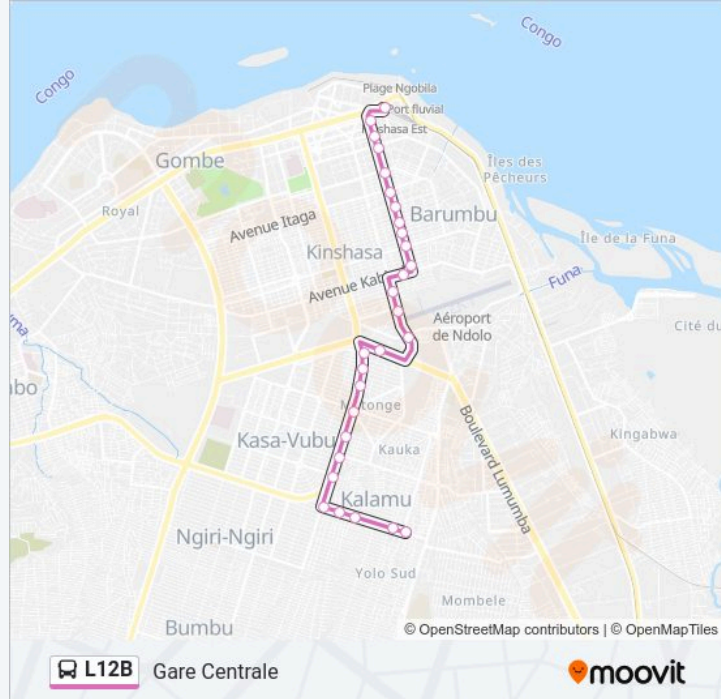 Congo
Congo
Plage Ngobila
Port fluvial
Kinshasa Est
Gombe
Îles des
Pêcheurs
Royal
Barumbu
Avenue Itaga
Île de la Funa
Kinshasa
Funa
Avenue Kab
Aéroport
de Ndolo
Cité du
Matonge
Boulevard Lumumba
Kingabwa
Kasa-Vubu
Kauka
Kalamu
Ngiri-Ngiri
Yolo Sud
Mombele
Bumbu
© OpenStreetMap contributors | © OpenMapTiles
L12B Gare Centrale
moovit